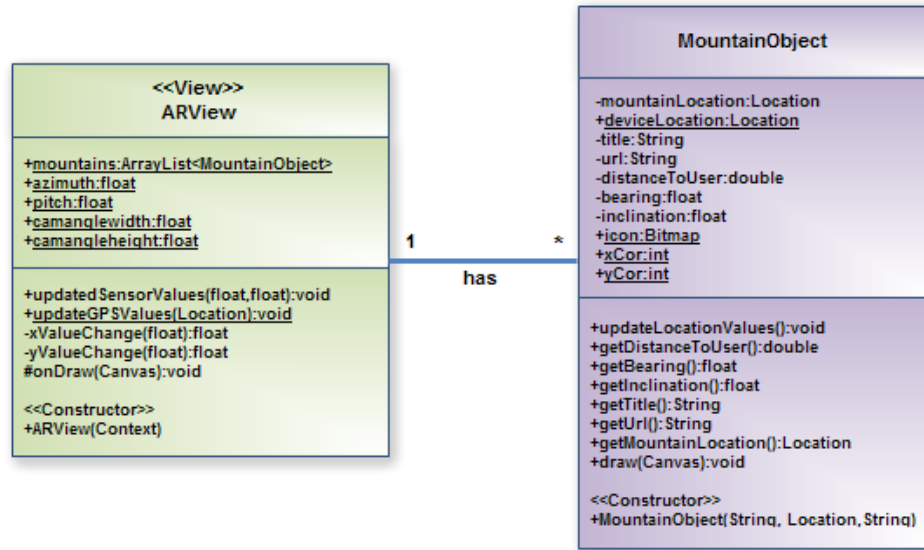 <<View>>
ARView
+mountains:ArrayList<MountainObject>
+azimuth:float
+pitch:float
+camanglewidth:float
+camangleheight:float
+updatedSensorValues(float,float):void
+updateGPSValues(Location):void
-xValueChange(float):float
-yValueChange(float):float
#onDraw(Canvas):void
<<Constructor>>
+ARView(Context)
1
*
has
MountainObject
-mountainLocation:Location
+deviceLocation:Location
-title:String
-url:String
-distanceToUser:double
-bearing:float
-inclination:float
+icon:Bitmap
+xCor:int
+yCor:int
+updateLocationValues():void
+getDistanceToUser():double
+getBearing():float
+getInclination():float
+getTitle():String
+getUrl():String
+getMountainLocation():Location
+draw(Canvas):void
<<Constructor>>
+MountainObject(String, Location,String)